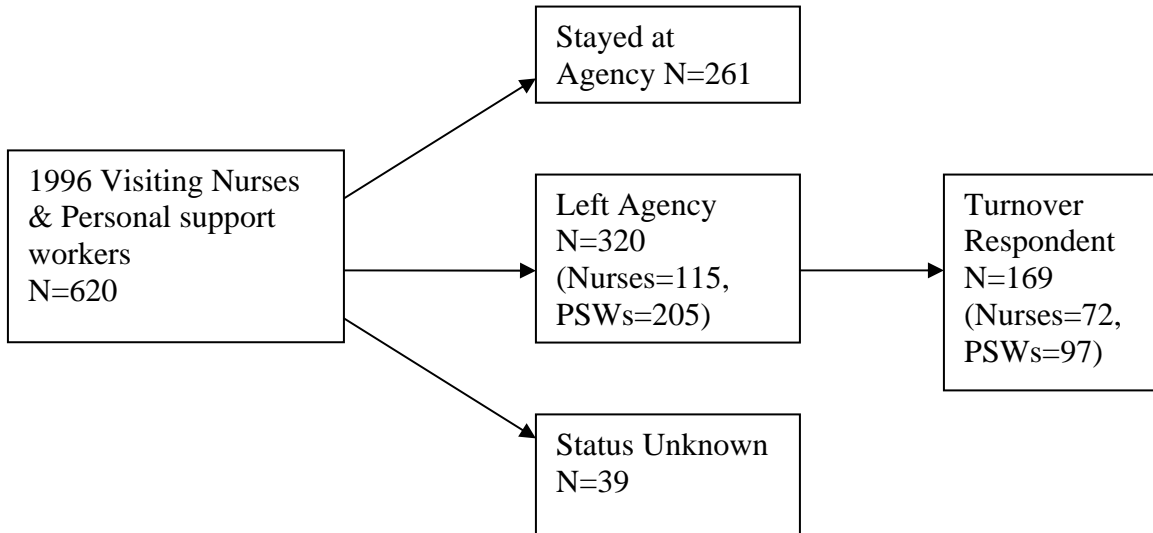 Stayed at
Agency N=261
1996 Visiting Nurses
& Personal support
workers
N=620
Left Agency
N=320
(Nurses=115,
PSWs=205)
Turnover
Respondent
N=169
(Nurses=72,
PSWs=97)
Status Unknown
N=39